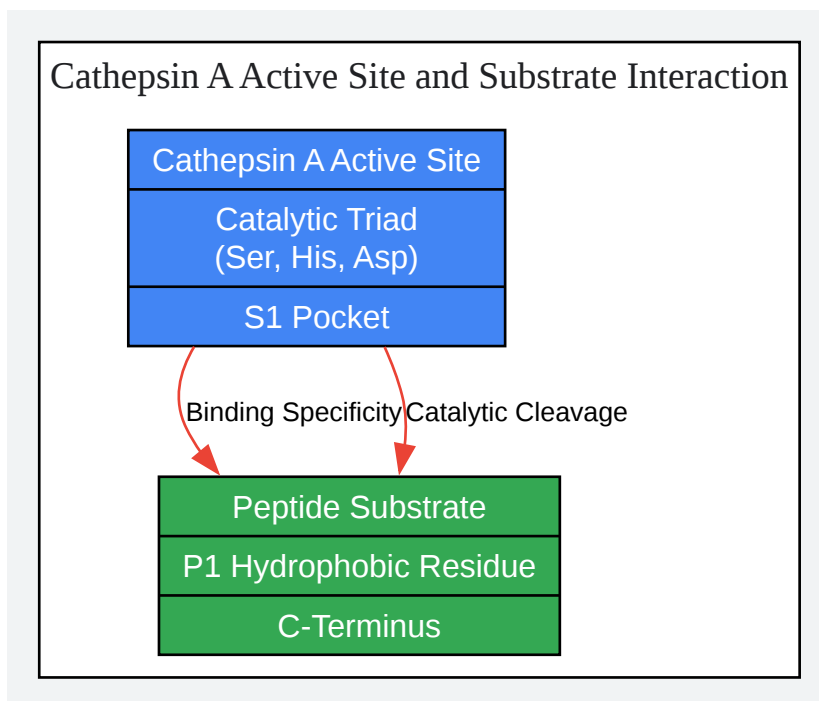 Cathepsin A Active Site and Substrate Interaction
Cathepsin A Active Site
Catalytic Triad
(Ser, His, Asp)
S1 Pocket
Binding Specificity
Catalytic Cleavage
Peptide Substrate
P1 Hydrophobic Residue
C-Terminus